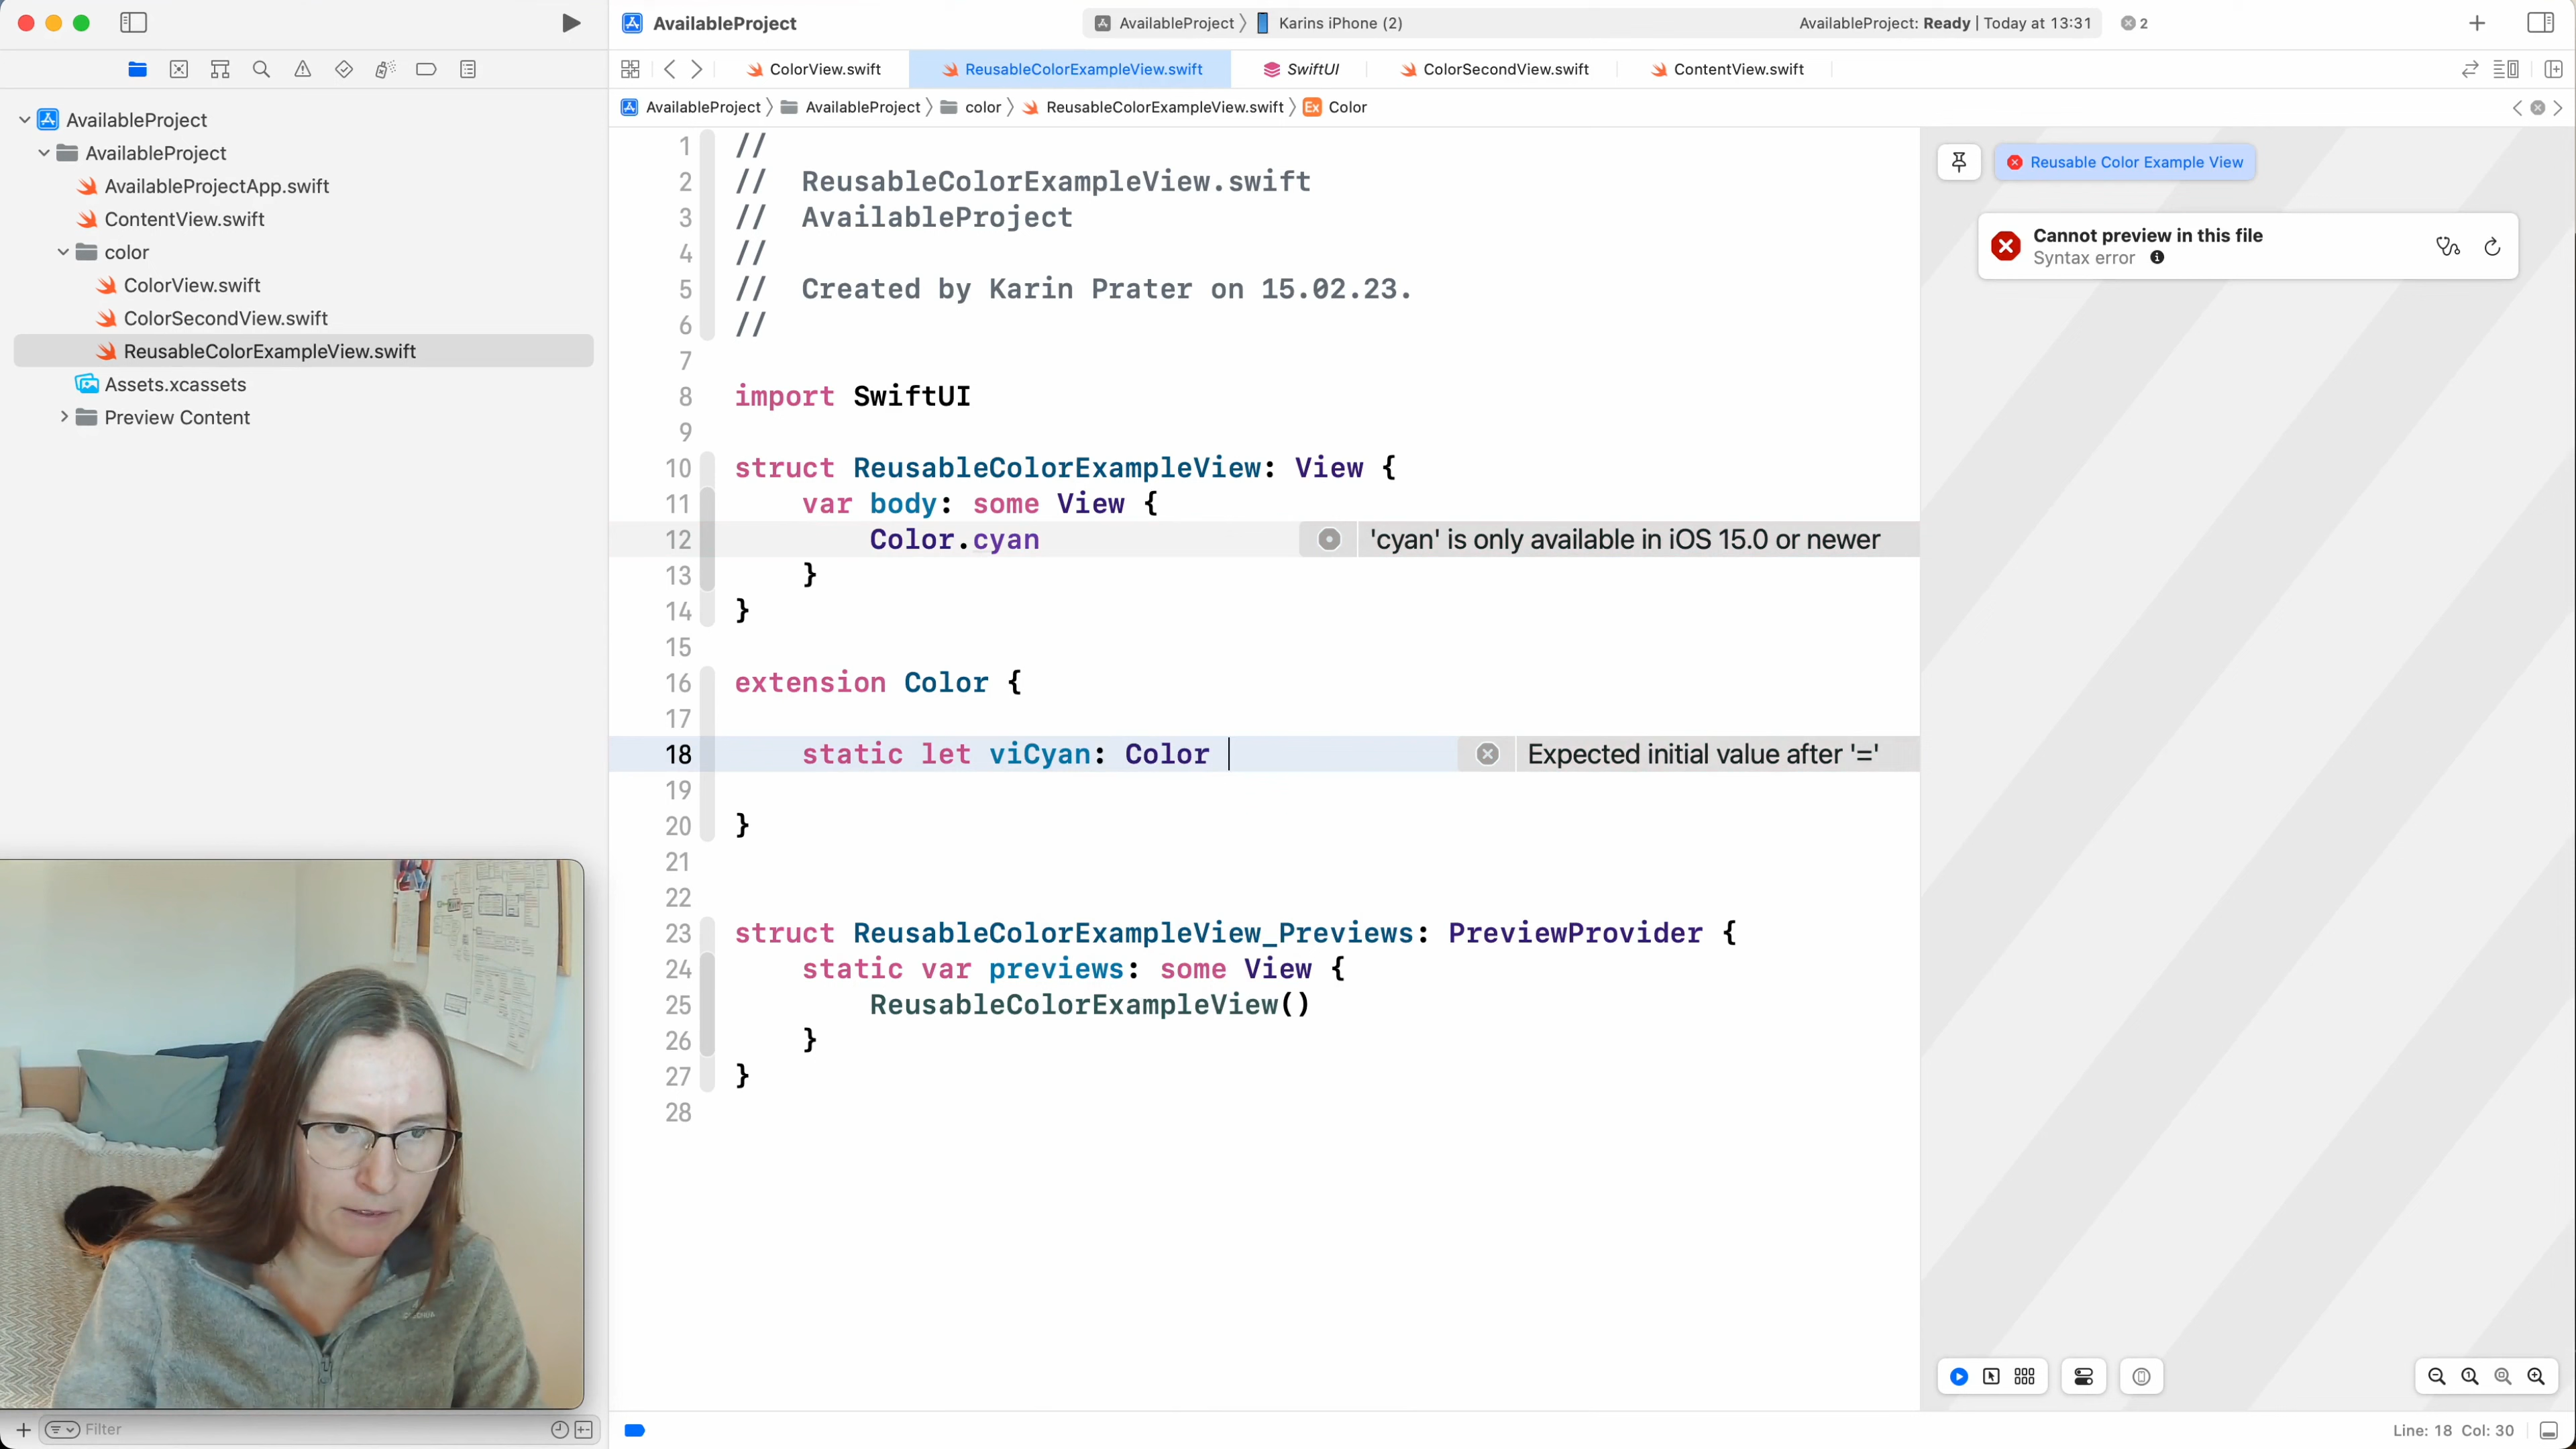 AvailableProject
AvailableProject 〉 Karins iPhone (2)
AvailableProject: Ready | Today at 13:31
2
ColorView.swift
ReusableColorExampleView.swift
SwiftUI
ColorSecondView.swift
ContentView.swift
AvailableProject 〉 AvailableProject 〉 color 〉 ReusableColorExampleView.swift 〉 Ex Color
AvailableProject
AvailableProject
AvailableProjectApp.swift
ContentView.swift
color
ColorView.swift
ColorSecondView.swift
ReusableColorExampleView.swift
Assets.xcassets
Preview Content
1 //
2 // ReusableColorExampleView.swift
3 // AvailableProject
4 //
5 // Created by Karin Prater on 15.02.23.
6 //
7
8 import SwiftUI
9
10 struct ReusableColorExampleView: View {
11 var body: some View {
12 Color.cyan 'cyan' is only available in iOS 15.0 or newer
13 }
14 }
15
16 extension Color {
17
18 static let viCyan: Color Expected initial value after '='
19
20 }
21
22
23 struct ReusableColorExampleView_Previews: PreviewProvider {
24 static var previews: some View {
25 ReusableColorExampleView()
26 }
27 }
28
Reusable Color Example View
Cannot preview in this file
Syntax error
Filter
Line: 18 Col: 30